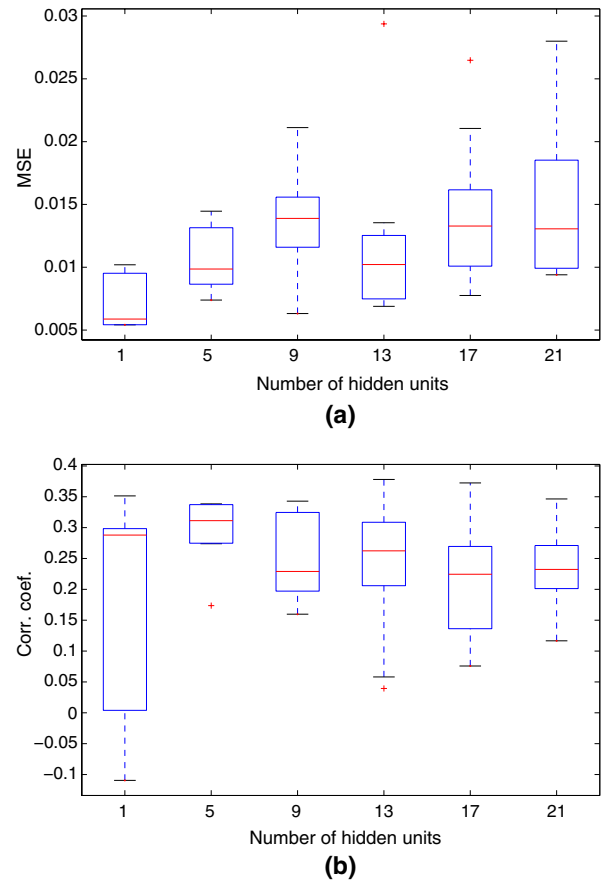 0.03
0.025
0.02
0.015
0.01
0.005
MSE
1 5 9 13 17 21
Number of hidden units
(a)
0.4
0.35
0.3
0.25
0.2
0.15
0.1
0.05
0
−0.05
−0.1
Corr. coef.
1 5 9 13 17 21
Number of hidden units
(b)